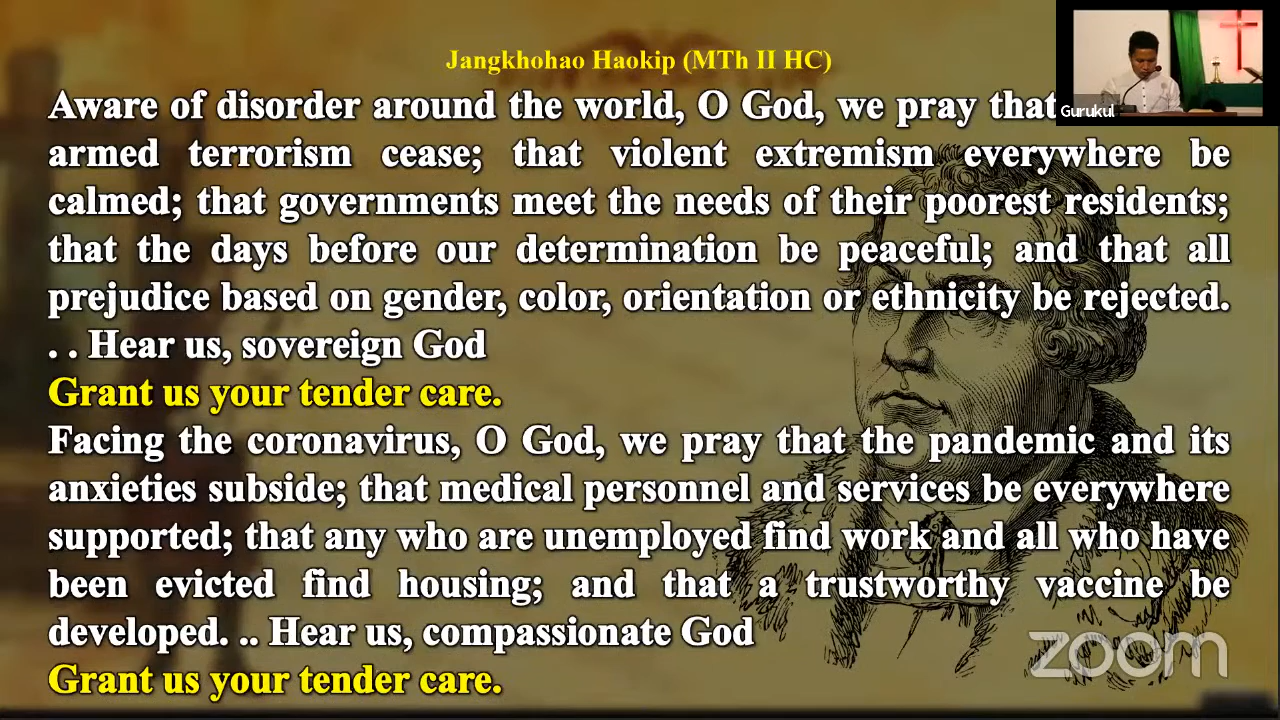 Jangkhohao Haokip (MTh II HC)
Aware of disorder around the world, O God, we pray that
armed terrorism cease; that violent extremism everywhere be
calmed; that governments meet the needs of their poorest residents;
that the days before our determination be peaceful; and that all
prejudice based on gender, color, orientation or ethnicity be rejected.
. . Hear us, sovereign God
Grant us your tender care.
Facing the coronavirus, O God, we pray that the pandemic and its
anxieties subside; that medical personnel and services be everywhere
supported; that any who are unemployed find work and all who have
been evicted find housing; and that a trustworthy vaccine be
developed. .. Hear us, compassionate God
Grant us your tender care.
Gurukul
zoom